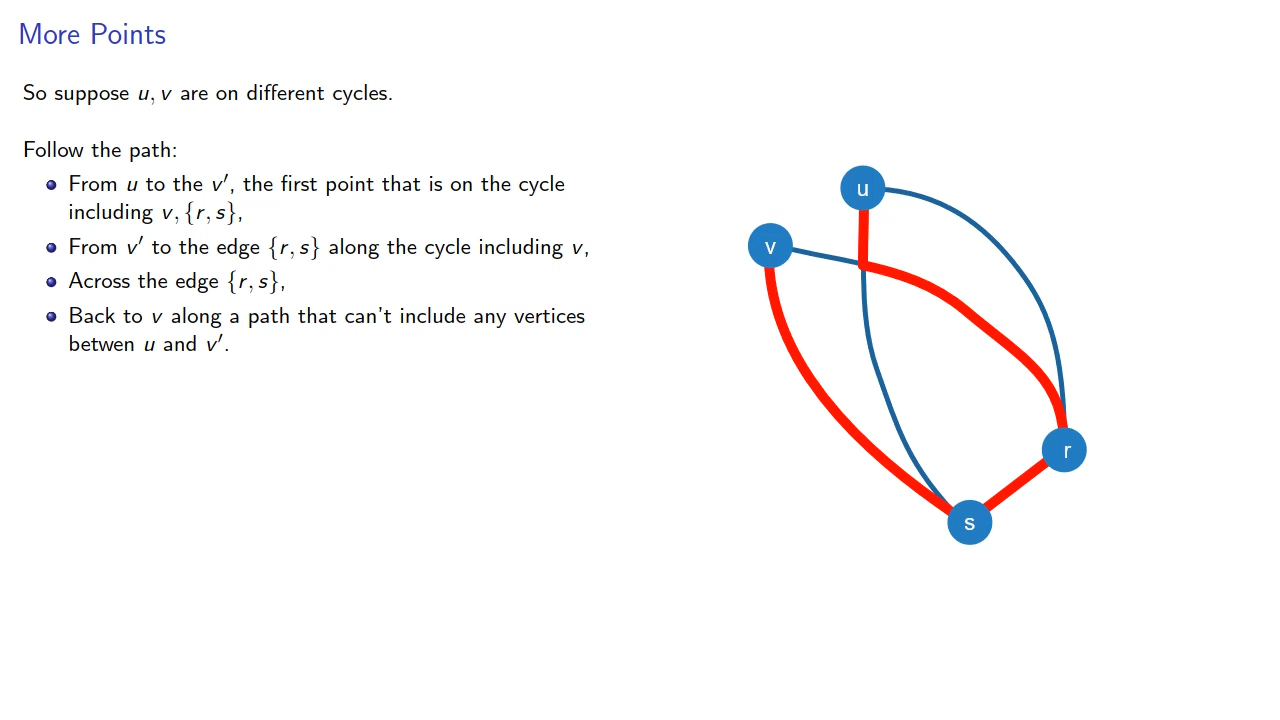 More Points
So suppose u, v are on different cycles.
Follow the path:
From u to the v′, the first point that is on the cycle
including v, {r, s},
From v′ to the edge {r, s} along the cycle including v,
Across the edge {r, s},
Back to v along a path that can't include any vertices
betwen u and v′.
u
v
r
s